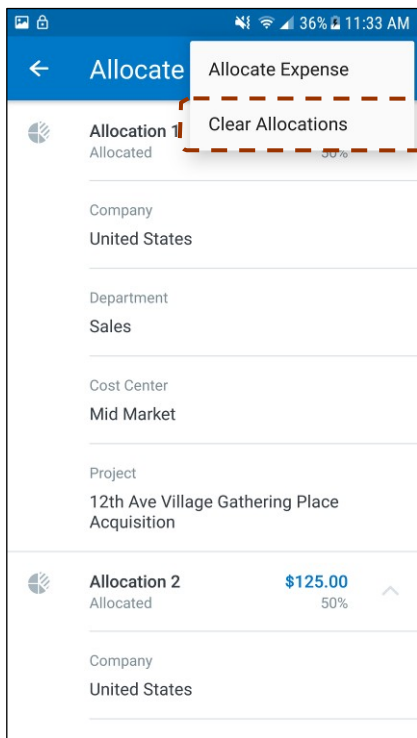 36% 11:33 AM
Allocate
Allocate Expense
Clear Allocations
Allocation 1
Allocated 50%
Company
United States
Department
Sales
Cost Center
Mid Market
Project
12th Ave Village Gathering Place
Acquisition
Allocation 2 $125.00
Allocated 50%
Company
United States